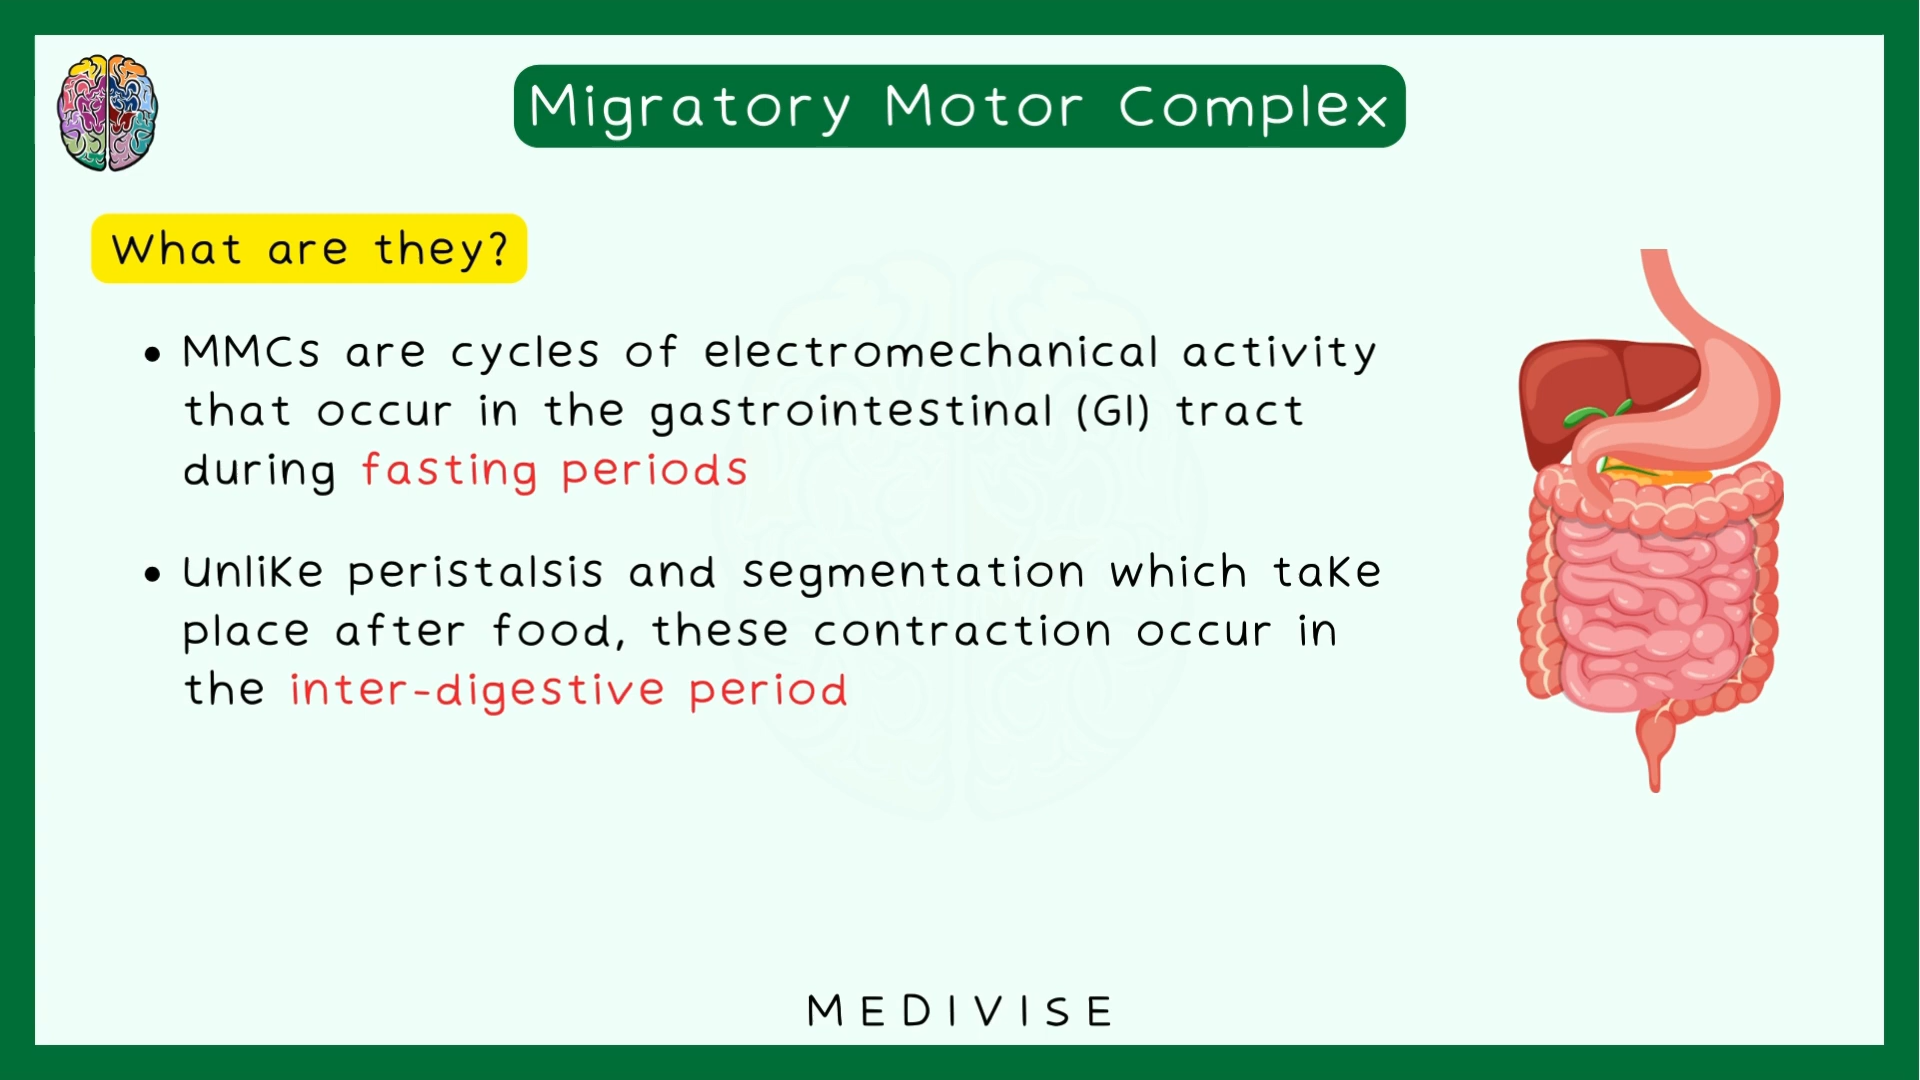 Migratory Motor Complex
What are they?
• MMCs are cycles of electromechanical activity
that occur in the gastrointestinal (GI) tract
during fasting periods
• Unlike peristalsis and segmentation which take
place after food, these contraction occur in
the inter-digestive period
MEDIVISE